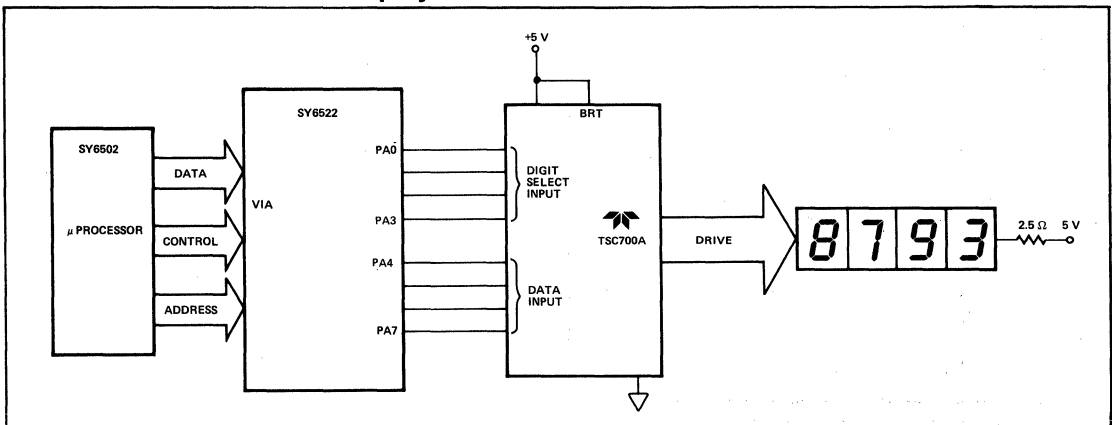 +5 V
SY6502
μ PROCESSOR
DATA
CONTROL
ADDRESS
SY6522
VIA
PA0
PA3
PA4
PA7
BRT
DIGIT
SELECT
INPUT
DATA
INPUT
TSC700A
DRIVE
8793
2.5 Ω
5 V